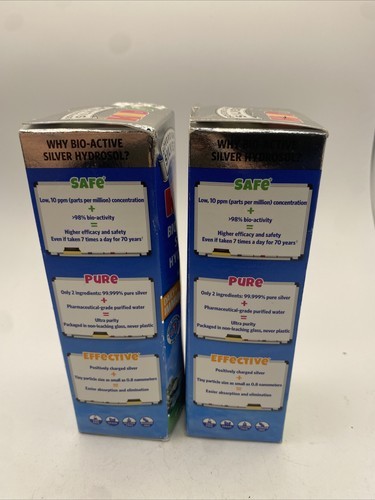 WHY BIO-ACTIVE
SILVER HYDROSOL?
SAFE
Low, 10 ppm (parts per million) concentration
+
>98% bio-activity
=
Higher efficacy and safety
Even if taken 7 times a day for 70 years
PURE
Only 2 ingredients: 99.999% pure silver
+
Pharmaceutical-grade purified water
=
Ultra purity
Packaged in non-leaching glass, never plastic
EFFECTIVE
Positively charged silver
+
Tiny particle size as small as 0.8 nanometers
=
Easier absorption and elimination
WHY BIO-ACTIVE
SILVER HYDROSOL?
SAFE
Low, 10 ppm (parts per million) concentration
+
>98% bio-activity
=
Higher efficacy and safety
Even if taken 7 times a day for 70 years
PURE
Only 2 ingredients: 99.999% pure silver
+
Pharmaceutical-grade purified water
=
Ultra purity
Packaged in non-leaching glass, never plastic
EFFECTIVE
Positively charged silver
+
Tiny particle size as small as 0.8 nanometers
=
Easier absorption and elimination